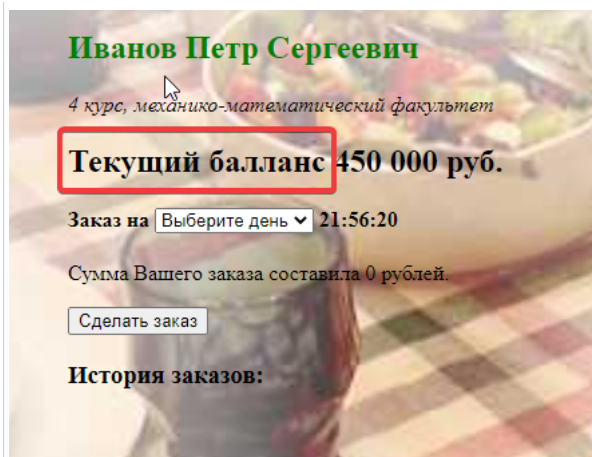 Иванов Петр Сергеевич
4 курс, механико-математический факультет
Текущий балланс 450 000 руб.
Заказ на Выберите день 21:56:20
Сумма Вашего заказа составила 0 рублей.
Сделать заказ
История заказов: